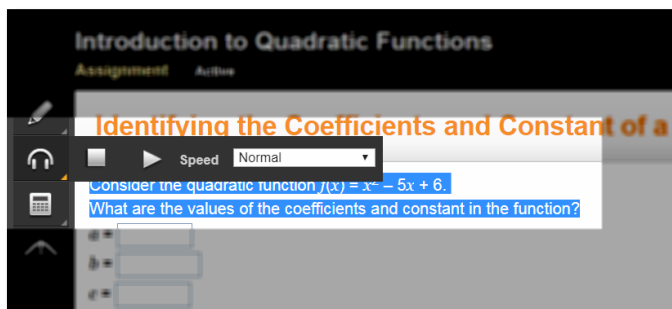 Introduction to Quadratic Functions
Assignment Active
Identifying the Coefficients and Constant of a
Speed Normal
Consider the quadratic function f(x) = x² – 5x + 6.
What are the values of the coefficients and constant in the function?
a =
b =
c =